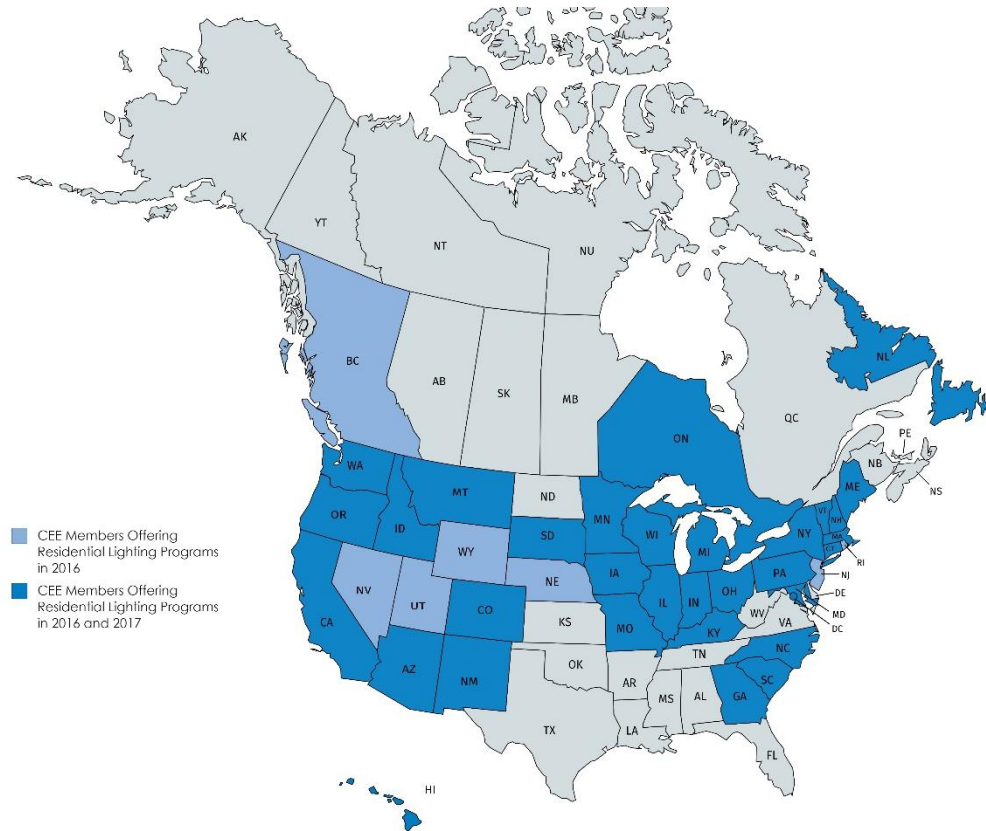 AK
YT
NT
NU
BC
AB
SK
MB
NL
QC
ON
PE
NB
NS
WA
MT
ND
MN
ME
OR
ID
SD
WI
MI
NY
VT
NH
MA
CT
RI
WY
IA
PA
NJ
NE
NV
UT
CO
IL
IN
OH
DE
MD
DC
CA
KS
MO
KY
WV
VA
AZ
NM
OK
AR
TN
NC
SC
MS
AL
GA
TX
LA
FL
HI
CEE Members Offering
Residential Lighting Programs
in 2016
CEE Members Offering
Residential Lighting Programs
in 2016 and 2017